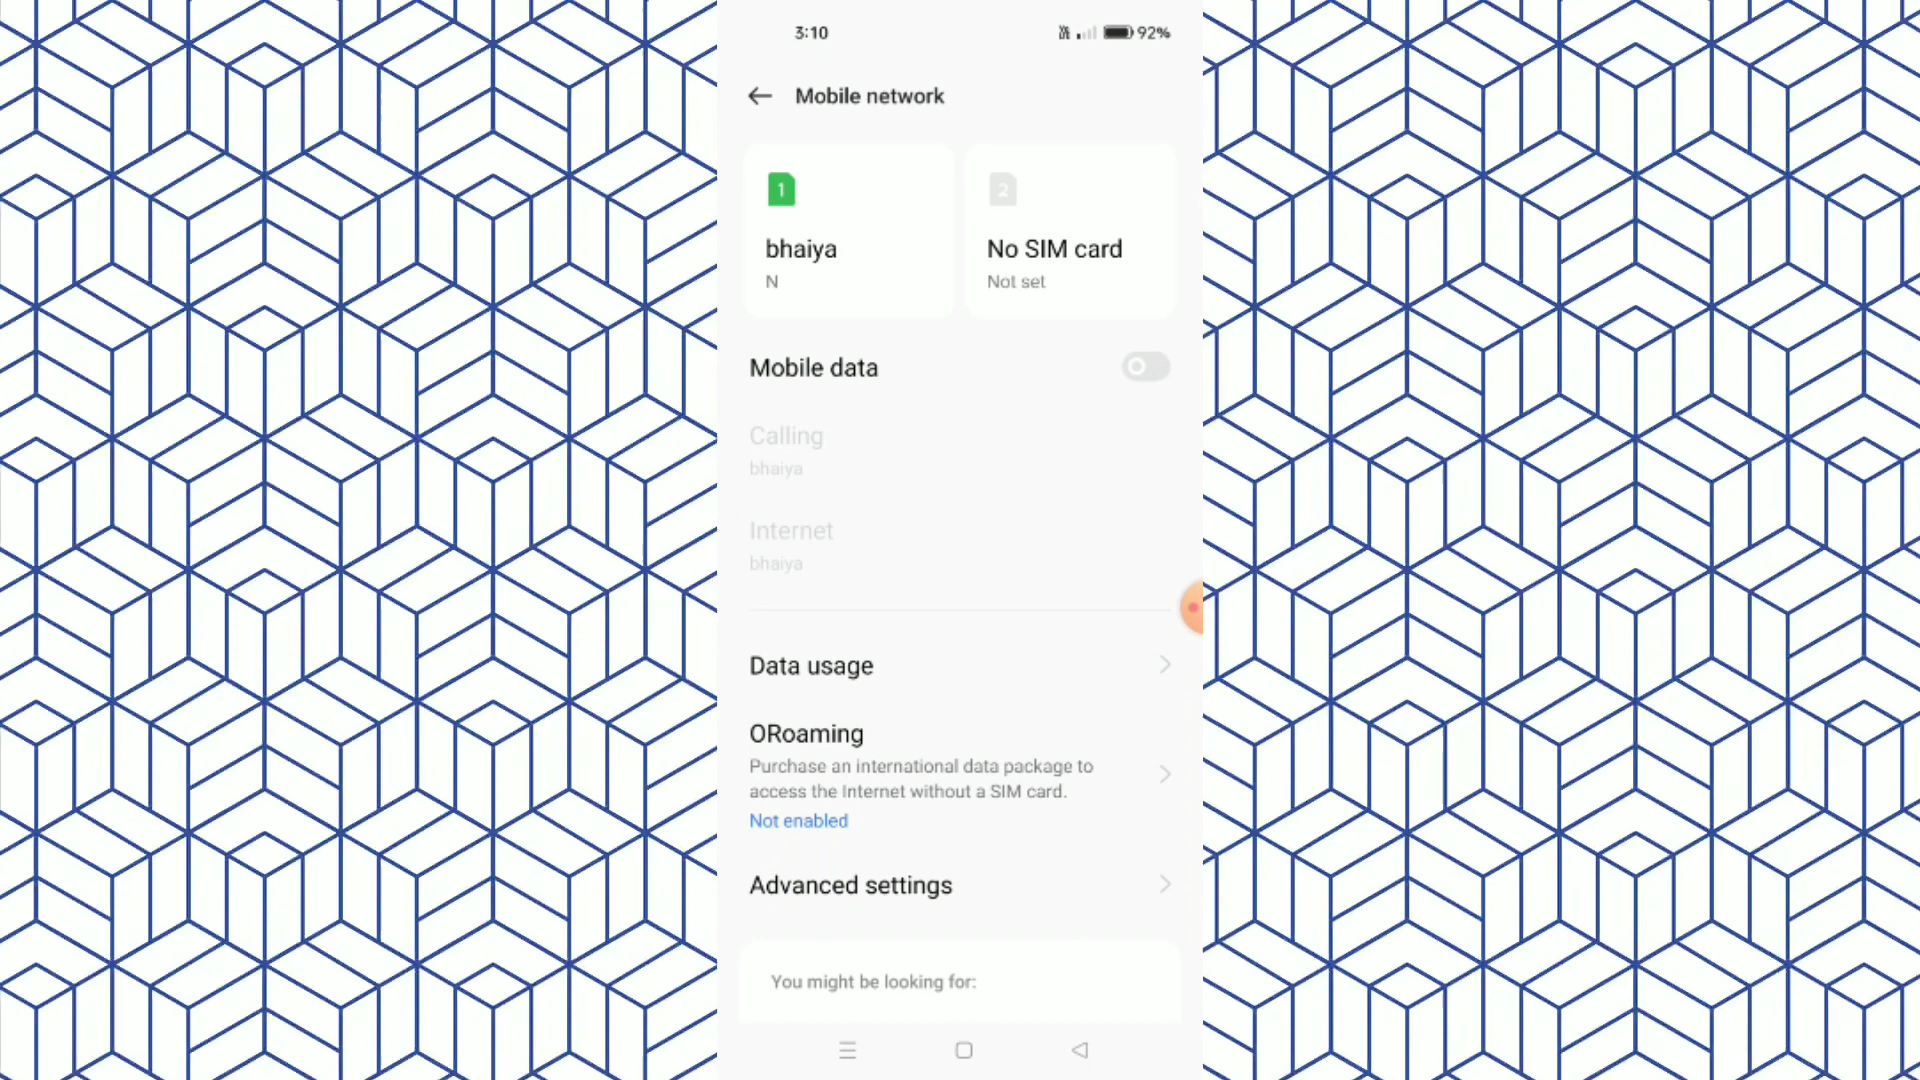 3:10
92%
Mobile network
1
2
bhaiya
No SIM card
N
Not set
Mobile data
Calling
bhaiya
Internet
bhaiya
Data usage
ORoaming
Purchase an international data package to
access the Internet without a SIM card.
Not enabled
Advanced settings
You might be looking for: